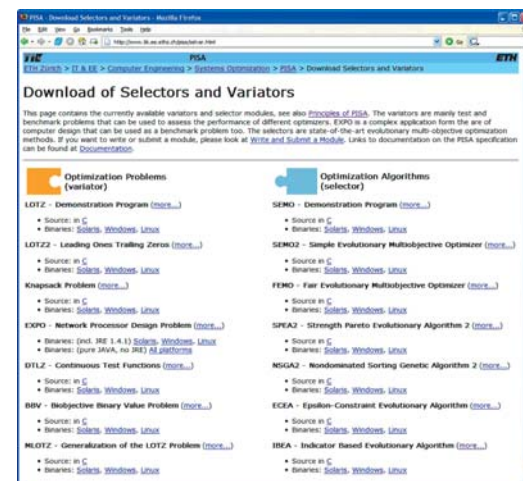 PISA - Download Selectors and Variators - Mozilla Firefox
File Edit View Go Bookmarks Tools Help
PISA
ETH
ETH Zürich > IT & EE > Computer Engineering > Systems Optimization > PISA > Download Selectors and Variators
Download of Selectors and Variators
This page contains the currently available variators and selector modules, see also Principles of PISA. The variators are mainly test and
benchmark problems that can be used to assess the performance of different optimizers. EXPO is a complex application form the are of
computer design that can be used as a benchmark problem too. The selectors are state-of-the-art evolutionary multi-objective optimization
methods. If you want to write or submit a module, please look at Write and Submit a Module. Links to documentation on the PISA specification
can be found at Documentation.
Optimization Problems
(variator)
LOTZ - Demonstration Program (more...)
• Source: in C
• Binaries: Solaris, Windows, Linux
LOTZ2 - Leading Ones Trailing Zeros (more...)
• Source: in C
• Binaries: Solaris, Windows, Linux
Knapsack Problem (more...)
• Source: in C
• Binaries: Solaris, Windows, Linux
EXPO - Network Processor Design Problem (more...)
• Binaries: (incl. JRE 1.4.1) Solaris, Windows, Linux
• Binaries: (pure JAVA, no JRE) All platforms
DTLZ - Continuous Test Functions (more...)
• Source: in C
• Binaries: Solaris, Windows, Linux
BBV - Biobjective Binary Value Problem (more...)
• Source: in C
• Binaries: Solaris, Windows, Linux
MLOTZ - Generalization of the LOTZ Problem (more...)
• Source: in C
• Binaries: Solaris, Windows, Linux
Optimization Algorithms
(selector)
SEMO - Demonstration Program (more...)
• Source: in C
• Binaries: Solaris, Windows, Linux
SEMO2 - Simple Evolutionary Multiobjective Optimizer (more...)
• Source: in C
• Binaries: Solaris, Windows, Linux
FEMO - Fair Evolutionary Multiobjective Optimizer (more...)
• Source: in C
• Binaries: Solaris, Windows, Linux
SPEA2 - Strength Pareto Evolutionary Algorithm 2 (more...)
• Source: in C
• Binaries: Solaris, Windows, Linux
NSGA2 - Nondominated Sorting Genetic Algorithm 2 (more...)
• Source: in C
• Binaries: Solaris, Windows, Linux
ECEA - Epsilon-Constraint Evolutionary Algorithm (more...)
• Source: in C
• Binaries: Solaris, Windows, Linux
IBEA - Indicator Based Evolutionary Algorithm (more...)
• Source: in C
• Binaries: Solaris, Windows, Linux